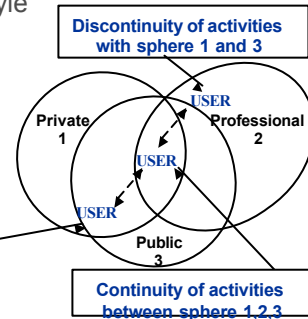 Discontinuity of activities
with sphere 1 and 3
USER
Private
1
Professional
2
USER
USER
Public
3
Continuity of activities
between sphere 1,2,3